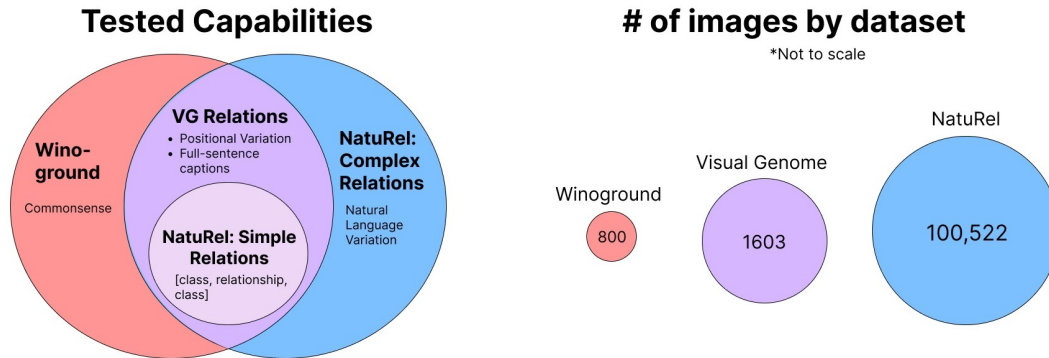 Tested Capabilities
Wino-
ground
Commonsense
VG Relations
• Positional Variation
• Full-sentence
captions
NatuRel: Simple
Relations
[class, relationship,
class]
NatuRel:
Complex
Relations
Natural
Language
Variation
# of images by dataset
*Not to scale
Winoground
800
Visual Genome
1603
NatuRel
100,522